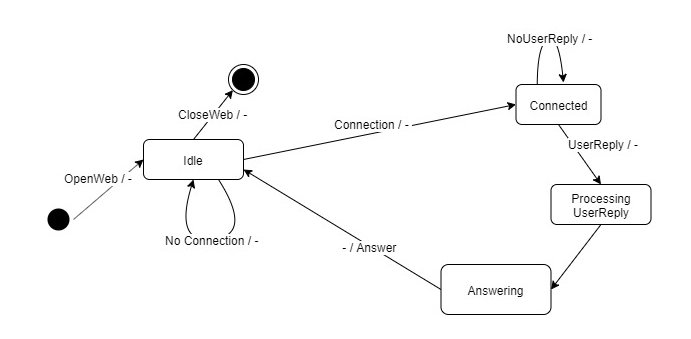 NoUserReply / -
Connected
CloseWeb / -
Connection / -
UserReply / -
Idle
OpenWeb / -
Processing
UserReply
No Connection / -
- / Answer
Answering